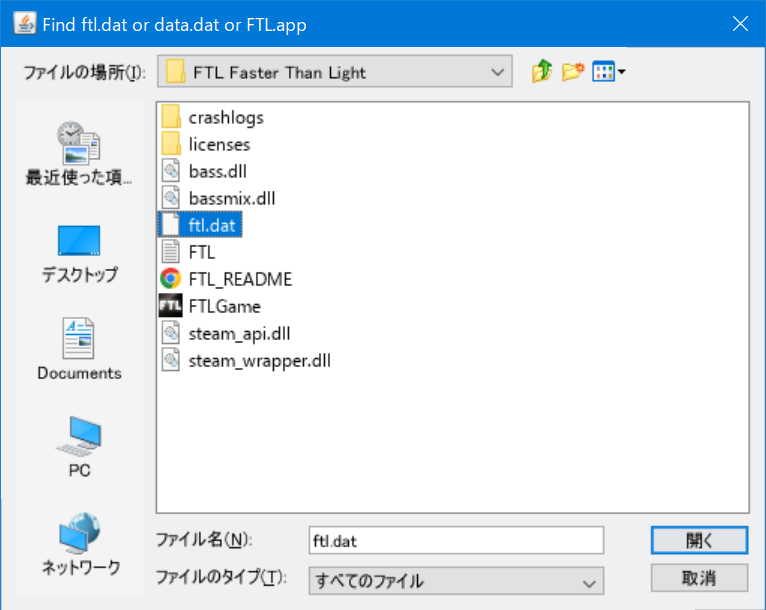 Find ftl.dat or data.dat or FTL.app
ファイルの場所(I):
FTL Faster Than Light
最近使った項...
デスクトップ
Documents
PC
ネットワーク
crashlogs
licenses
bass.dll
bassmix.dll
ftl.dat
FTL
FTL_README
FTL FTLGame
steam_api.dll
steam_wrapper.dll
ファイル名(N):
ftl.dat
開く
ファイルのタイプ(T):
すべてのファイル
取消